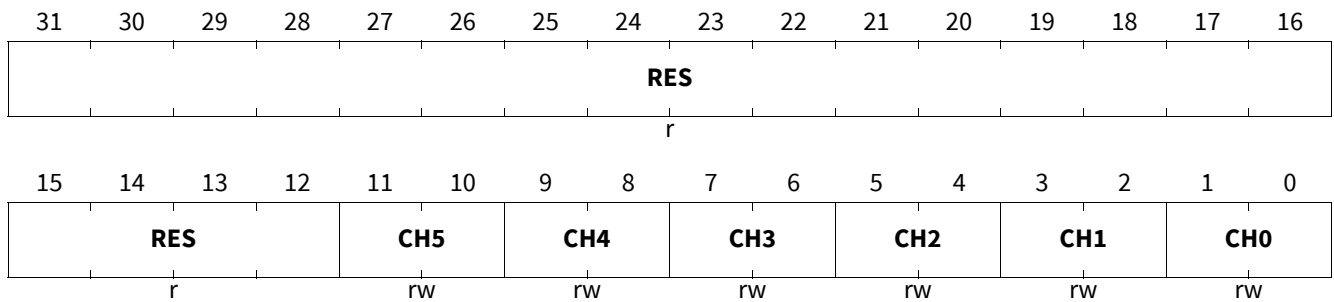 31 30 29 28 27 26 25 24 23 22 21 20 19 18 17 16
RES
r
15 14 13 12 11 10 9 8 7 6 5 4 3 2 1 0
RES CH5 CH4 CH3 CH2 CH1 CH0
r rw rw rw rw rw rw